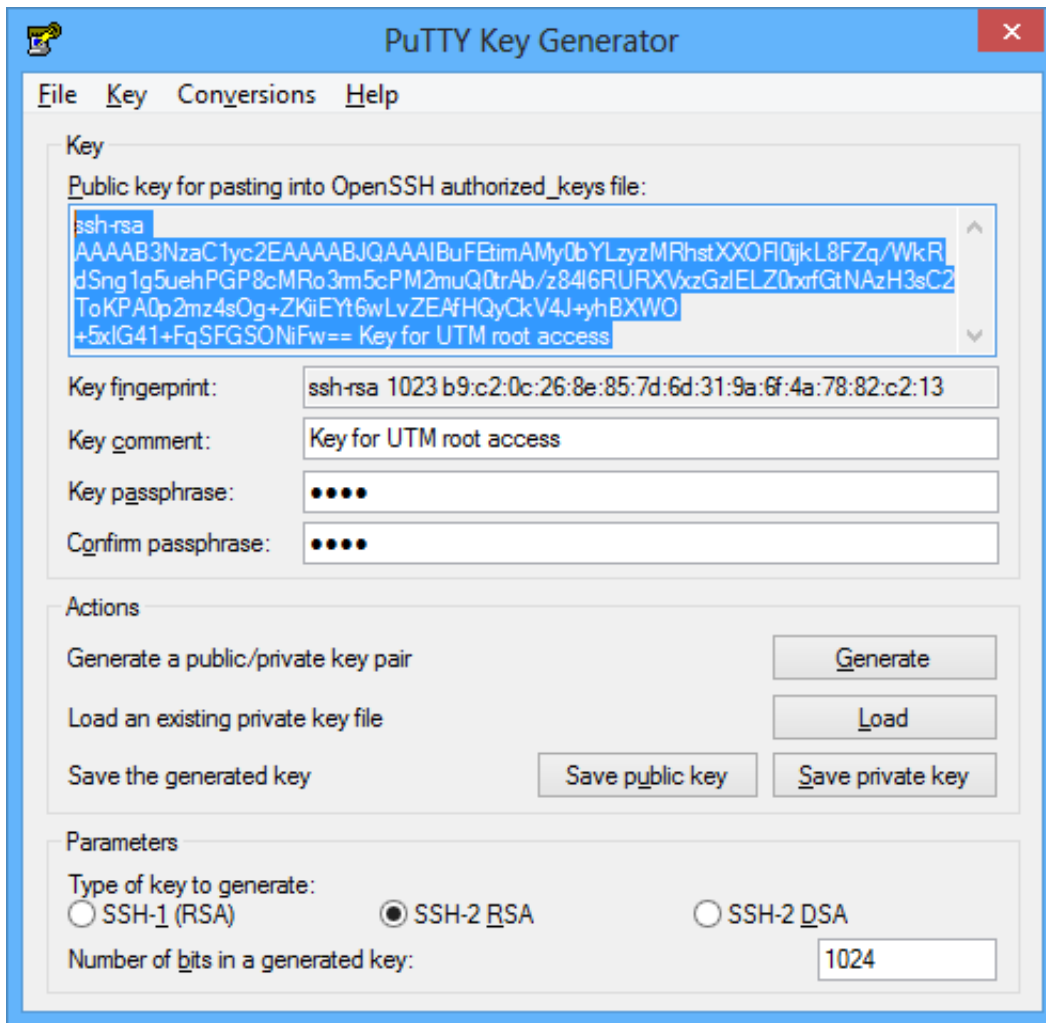 PuTTY Key Generator
File Key Conversions Help
Key
Public key for pasting into OpenSSH authorized_keys file:
ssh-rsa
AAAAB3NzaC1yc2EAAAABJQAAAIBuFEtimAMy0bYLzyzMRhstXXOFl0ijkL8FZq/WkR
dSng1g5uehPGP8cMRo3rm5cPM2muQ0trAb/z84l6RURXVxzGzlELZ0rxrfGtNAzH3sC2
ToKPA0p2mz4sOg+ZKiiEYt6wLvZEAfHQyCkV4J+yhBXWO
+5xIG41+FqSFGSONiFw== Key for UTM root access
Key fingerprint: ssh-rsa 1023 b9:c2:0c:26:8e:85:7d:6d:31:9a:6f:4a:78:82:c2:13
Key comment: Key for UTM root access
Key passphrase: ••••
Confirm passphrase: ••••
Actions
Generate a public/private key pair Generate
Load an existing private key file Load
Save the generated key Save public key Save private key
Parameters
Type of key to generate:
SSH-1 (RSA) SSH-2 RSA SSH-2 DSA
Number of bits in a generated key: 1024